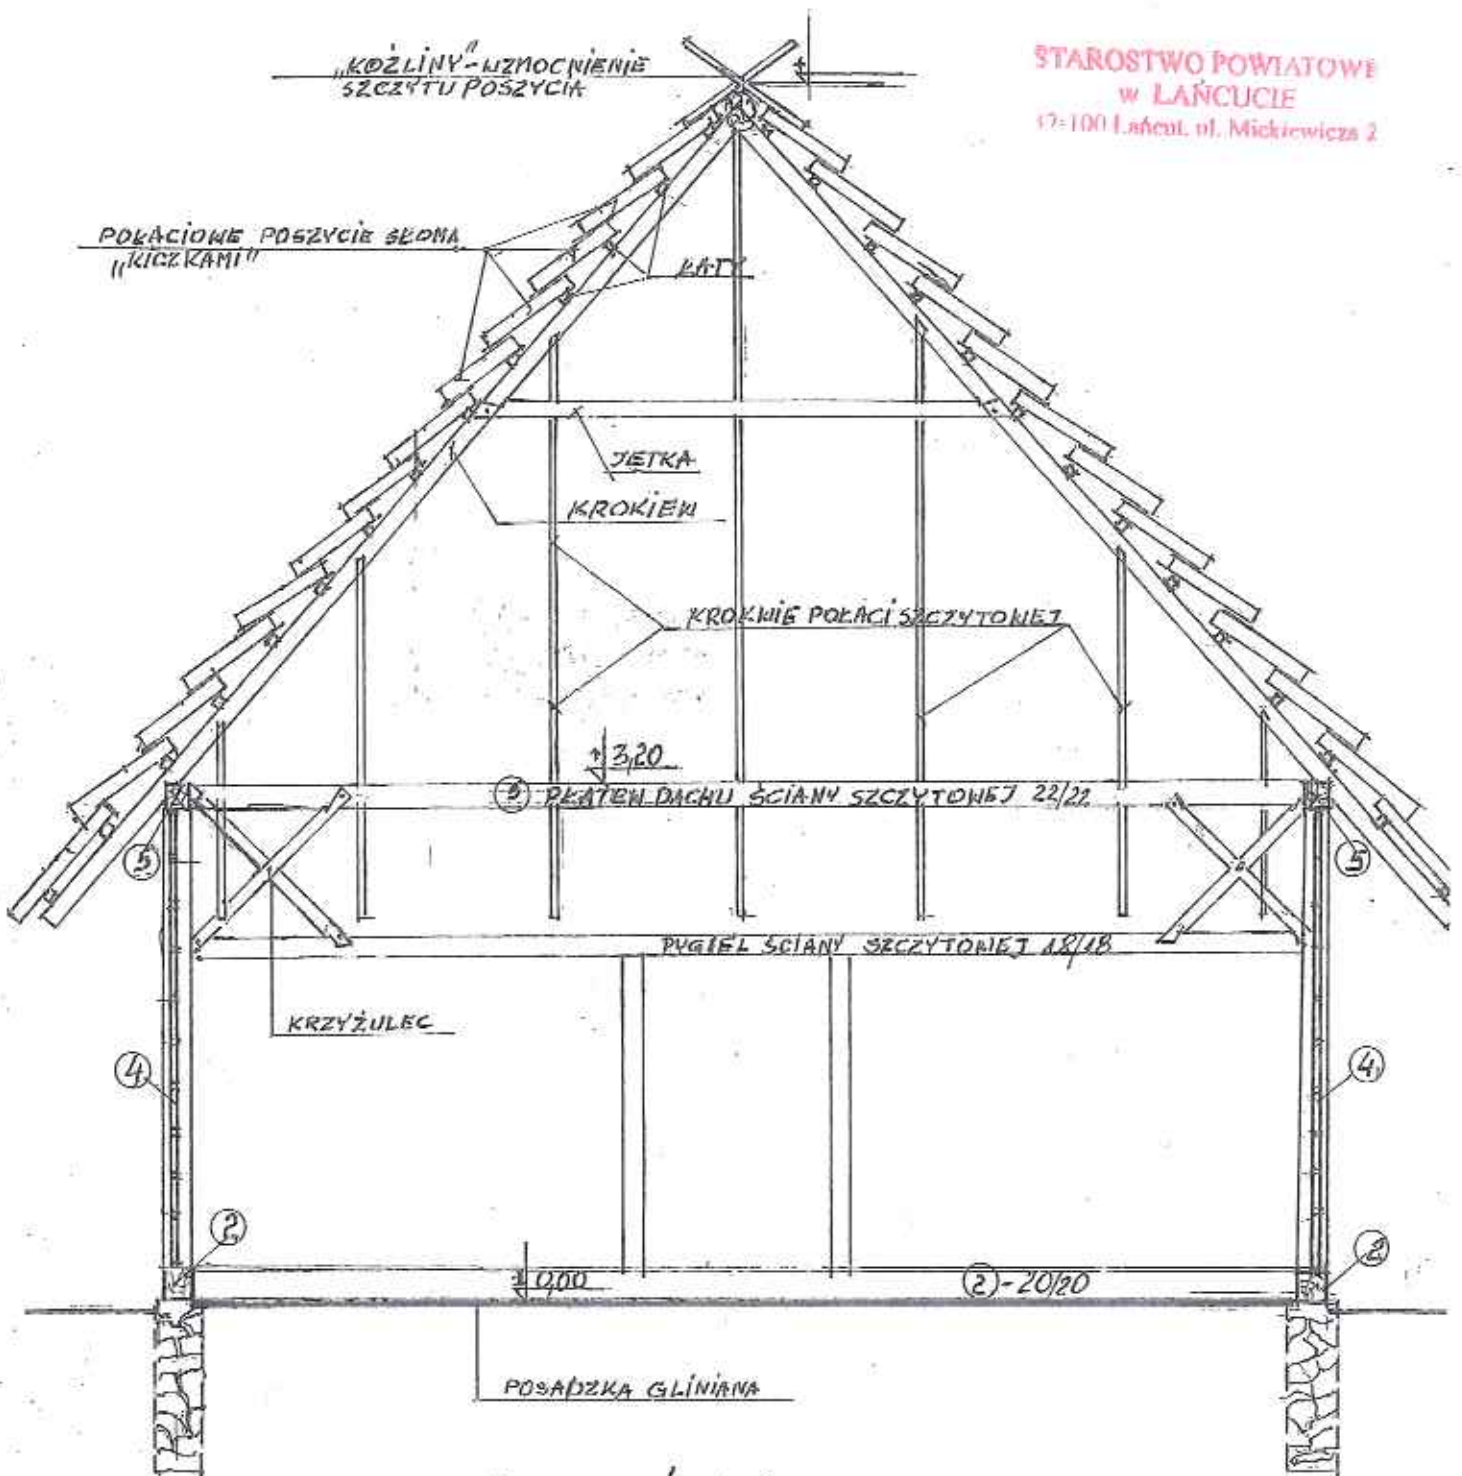 „KOŹLINY”-WZMOCNIENIE
SZCZYTU POSZYCIA
STAROSTWO POWIATOWE
w ŁAŃCUCIE
37-100 Łańcut, ul. Mickiewicza 2
POŁACIOWE POSZYCIE SŁOMĄ
„KICZKAMI”
ŁATY
JĘTKA
KROKIEW
KROKWIE POŁACI SZCZYTOWEJ
3,20
PŁATEW DACHU ŚCIANY SZCZYTOWEJ 22/22
5
5
RYGIEL ŚCIANY SZCZYTOWEJ 18/18
KRZYŻULEC
4
4
2
2
0,00
2 - 20/20
POSADZKA GLINIANA